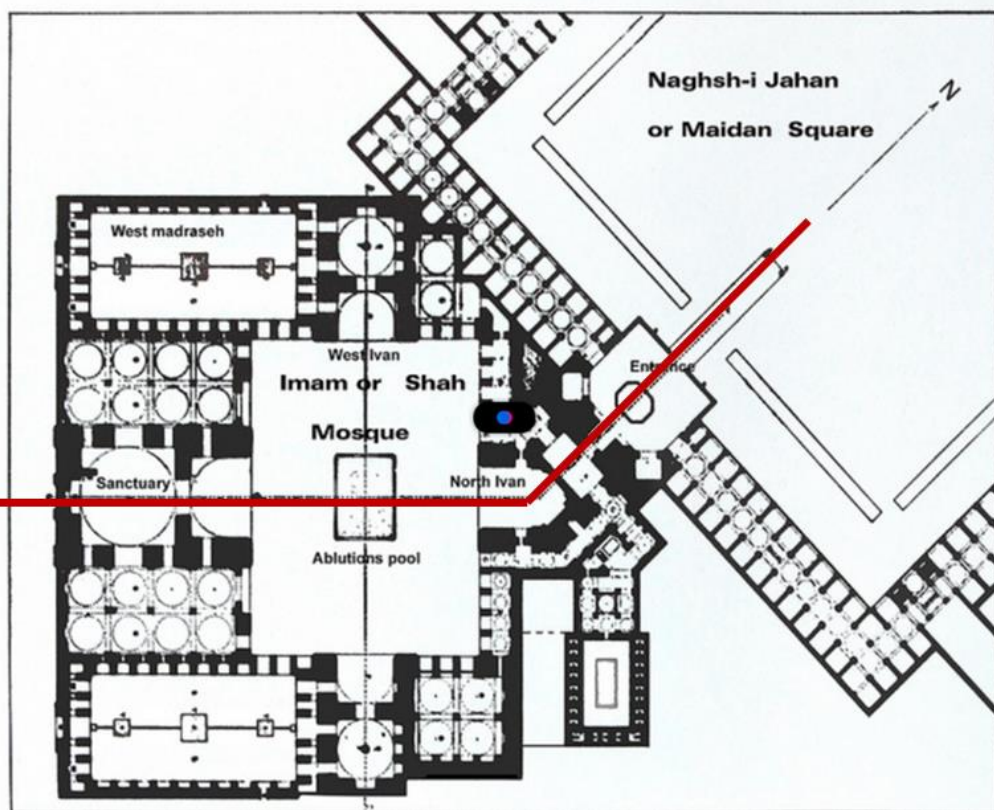 Naghsh-i Jahan
or Maidan Square
N
West madraseh
West Ivan
Entrance
Imam or Shah
Mosque
Sanctuary
North Ivan
Ablutions pool